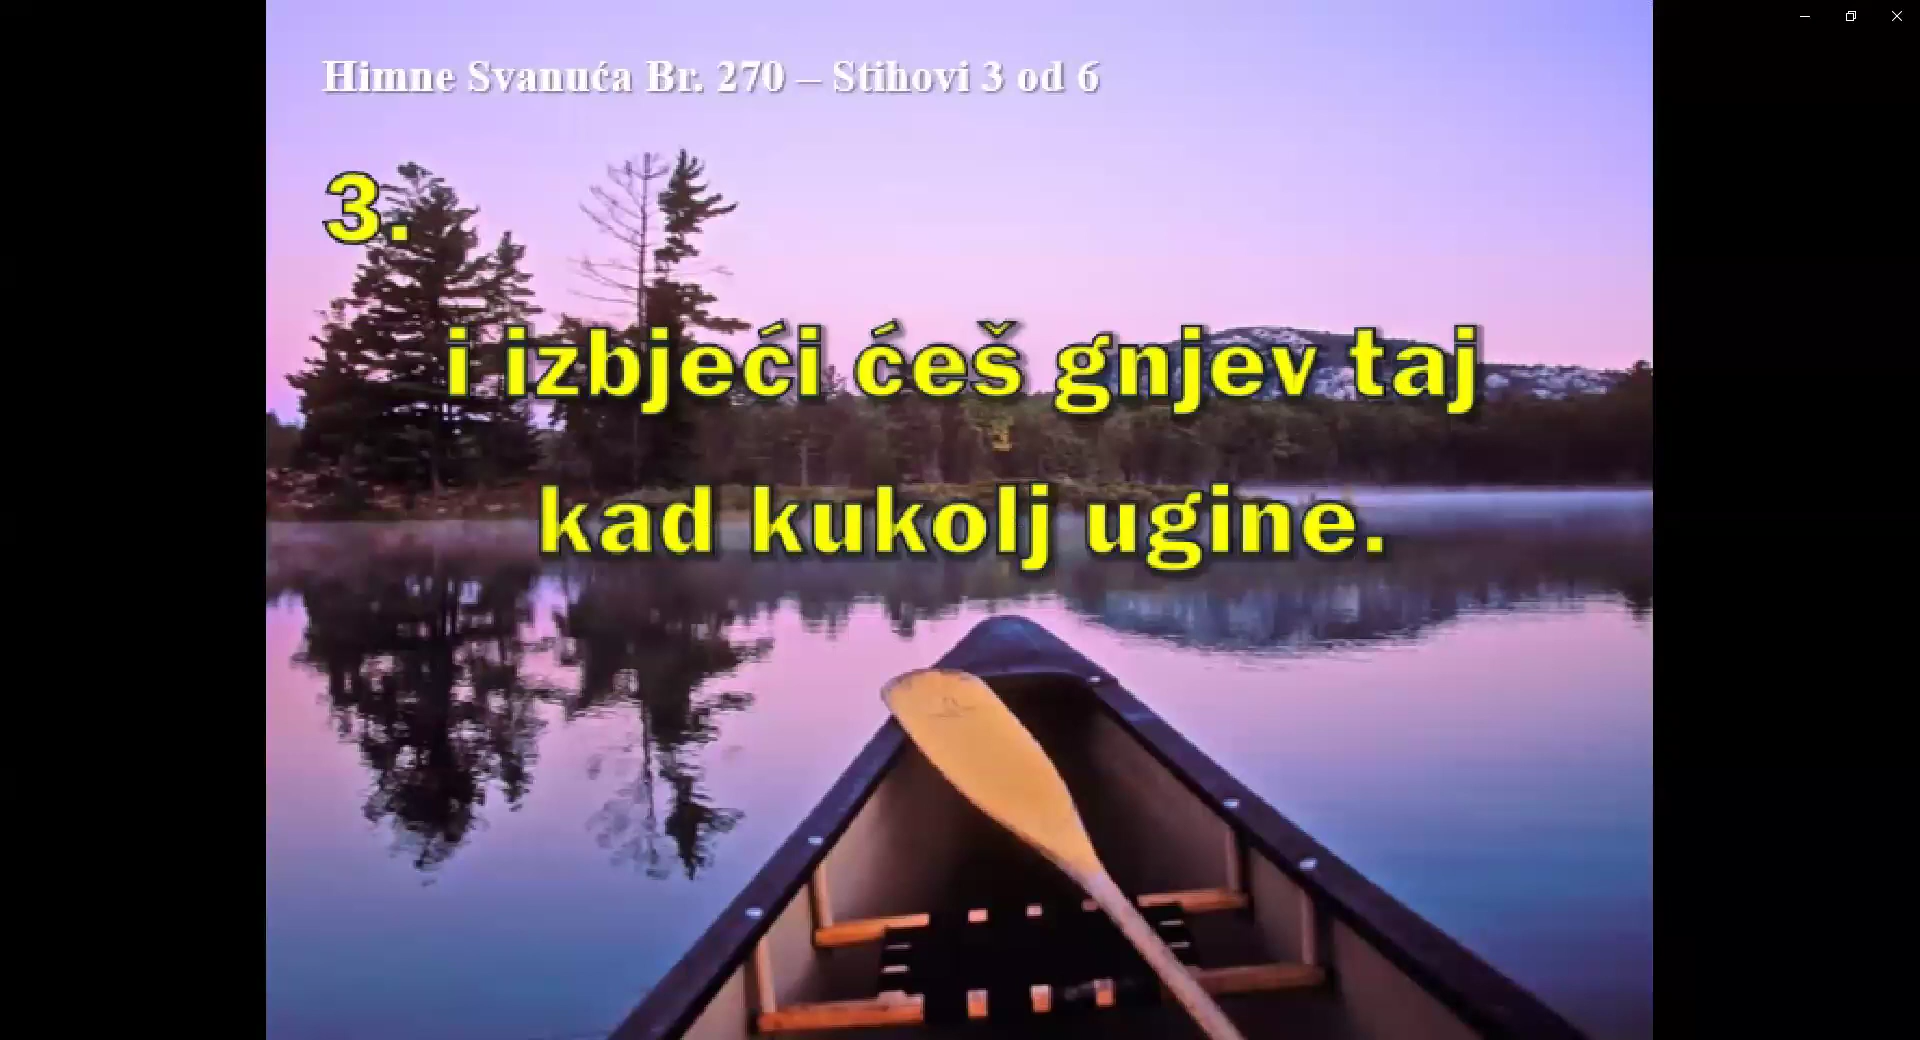 Himne Svanuća Br. 270 – Stihovi 3 od 6
3.
i izbjeći ćeš gnjev taj
kad kukolj ugine.